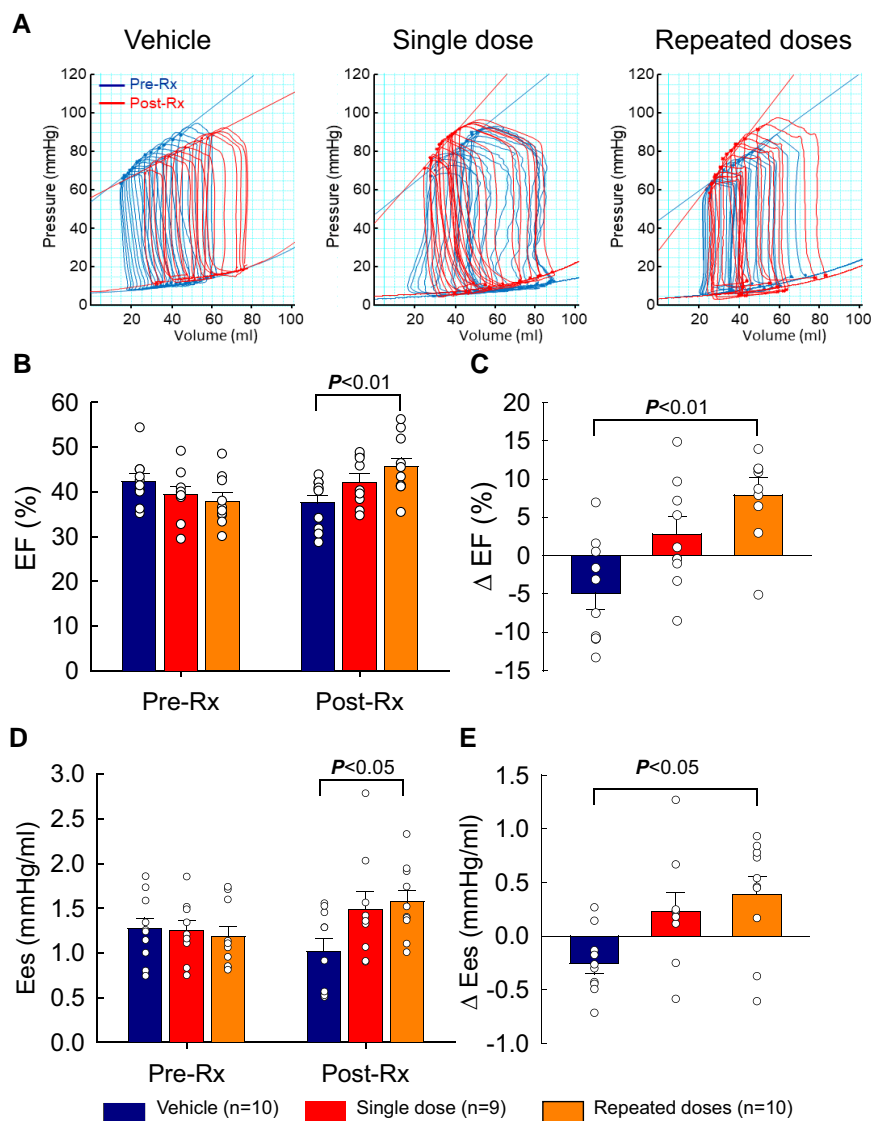 A
Vehicle
Single dose
Repeated doses
Pre-Rx
Post-Rx
Pressure (mmHg)
120
100
80
60
40
20
0
20 40 60 80 100
Volume (ml)
Pressure (mmHg)
120
100
80
60
40
20
0
20 40 60 80 100
Volume (ml)
Pressure (mmHg)
120
100
80
60
40
20
0
20 40 60 80 100
Volume (ml)
B
EF (%)
60
50
40
30
20
10
0
P<0.01
Pre-Rx Post-Rx
C
Δ EF (%)
20
15
10
5
0
-5
-10
-15
P<0.01
D
Ees (mmHg/ml)
3.0
2.5
2.0
1.5
1.0
0.5
0.0
P<0.05
Pre-Rx Post-Rx
E
Δ Ees (mmHg/ml)
1.5
1.0
0.5
0.0
-0.5
-1.0
P<0.05
Vehicle (n=10) Single dose (n=9) Repeated doses (n=10)